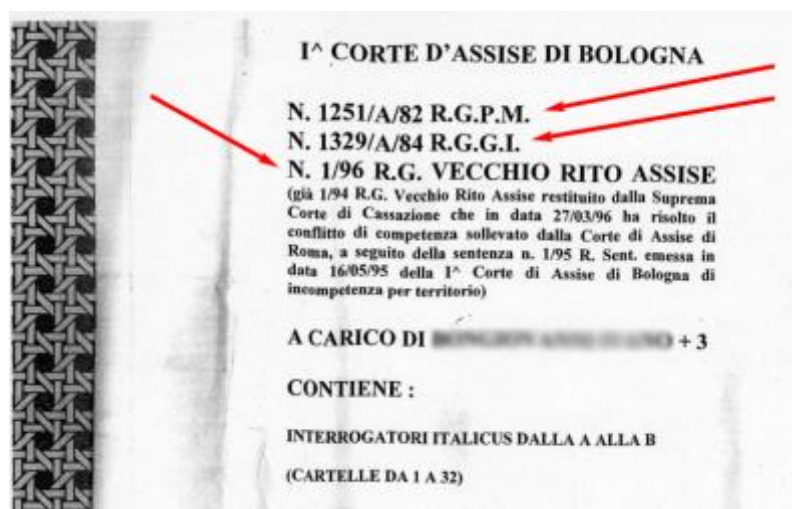 I^ CORTE D'ASSISE DI BOLOGNA
N. 1251/A/82 R.G.P.M.
N. 1329/A/84 R.G.G.I.
N. 1/96 R.G. VECCHIO RITO ASSISE
(già 1/94 R.G. Vecchio Rito Assise restituito dalla Suprema
Corte di Cassazione che in data 27/03/96 ha risolto il
conflitto di competenza sollevato dalla Corte di Assise di
Roma, a seguito della sentenza n. 1/95 R. Sent. emessa in
data 16/05/95 della I^ Corte di Assise di Bologna di
incompetenza per territorio)
A CARICO DI + 3
CONTIENE :
INTERROGATORI ITALICUS DALLA A ALLA B
(CARTELLE DA 1 A 32)